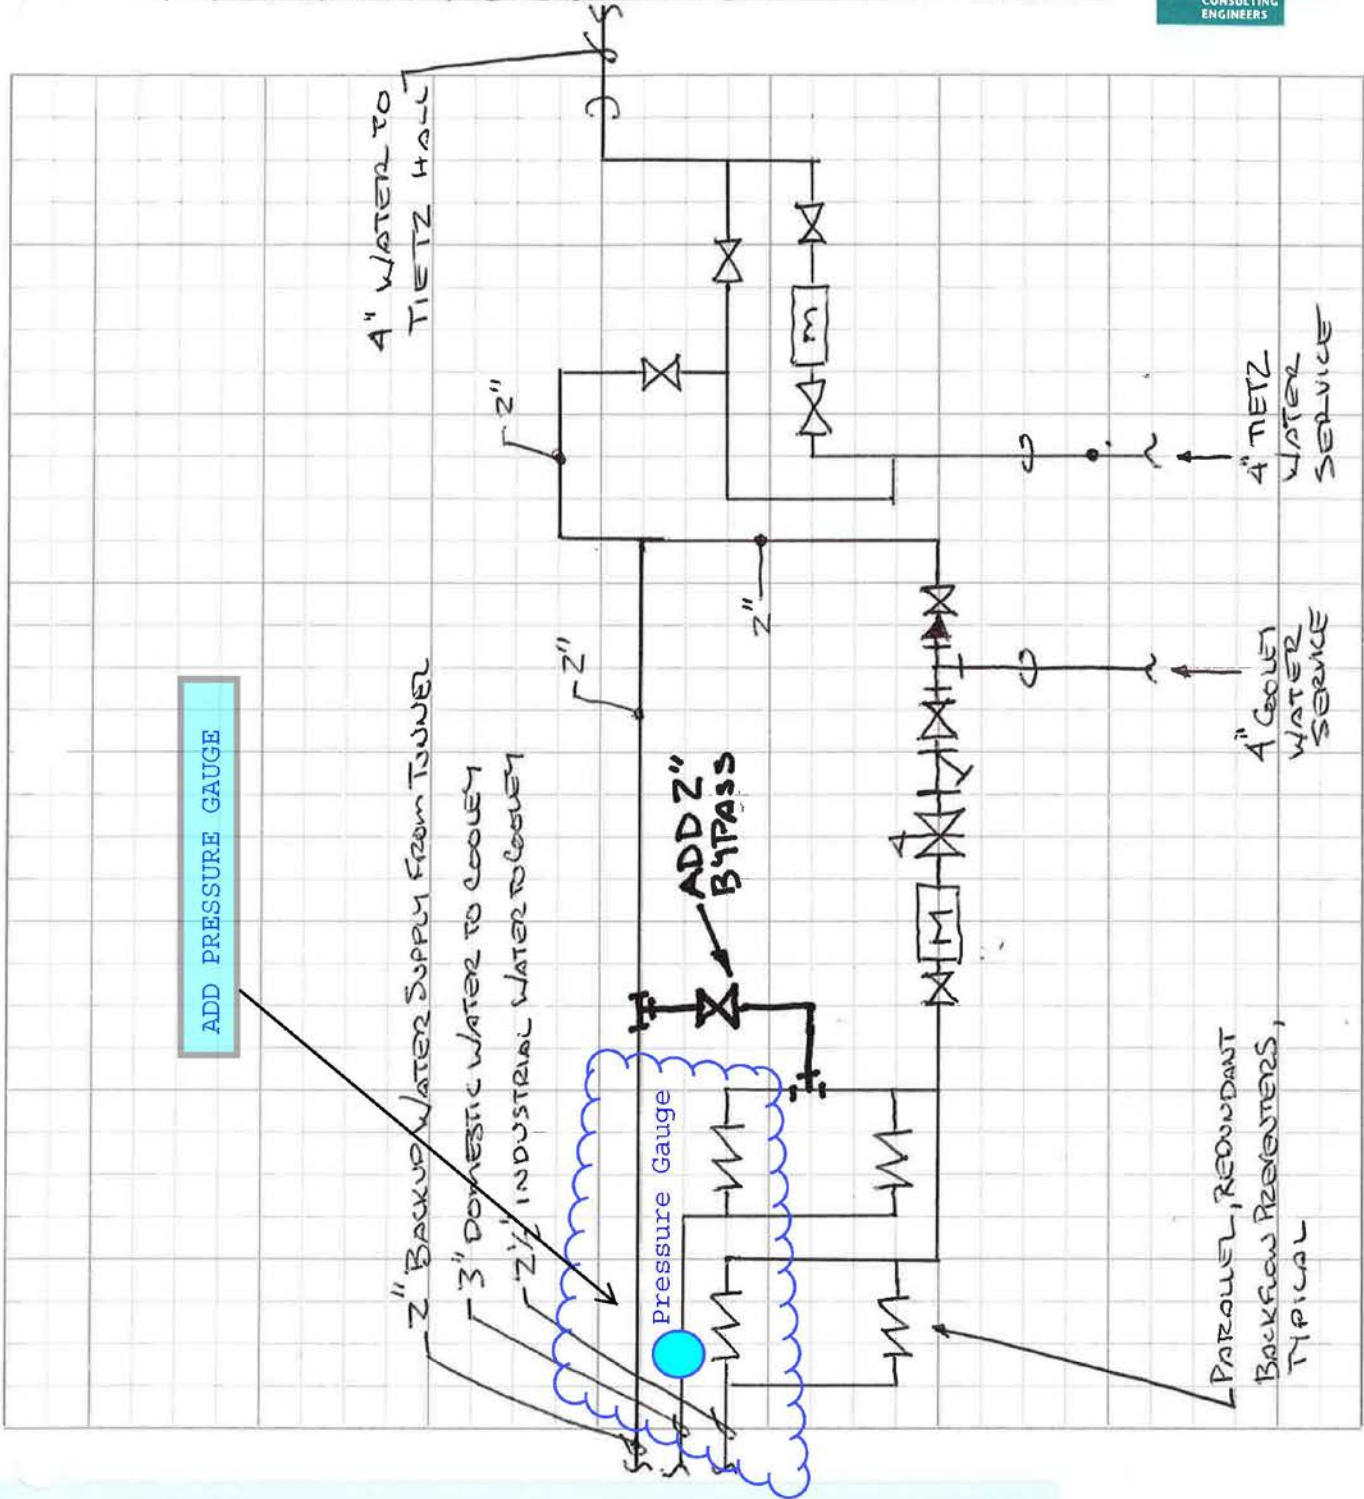 CONSULTING
ENGINEERS
4" WATER TO
TIETZ HALL
2"
2"
2"
ADD PRESSURE GAUGE
2" BACKUP WATER SUPPLY FROM TUNNEL
3" DOMESTIC WATER TO COOLEY
2½" INDUSTRIAL WATER TO COOLEY
ADD 2"
BYPASS
Pressure Gauge
M
M
4" TIETZ
WATER
SERVICE
4" COOLEY
WATER
SERVICE
PARALLEL, REDUNDANT
BACKFLOW PREVENTERS,
TYPICAL